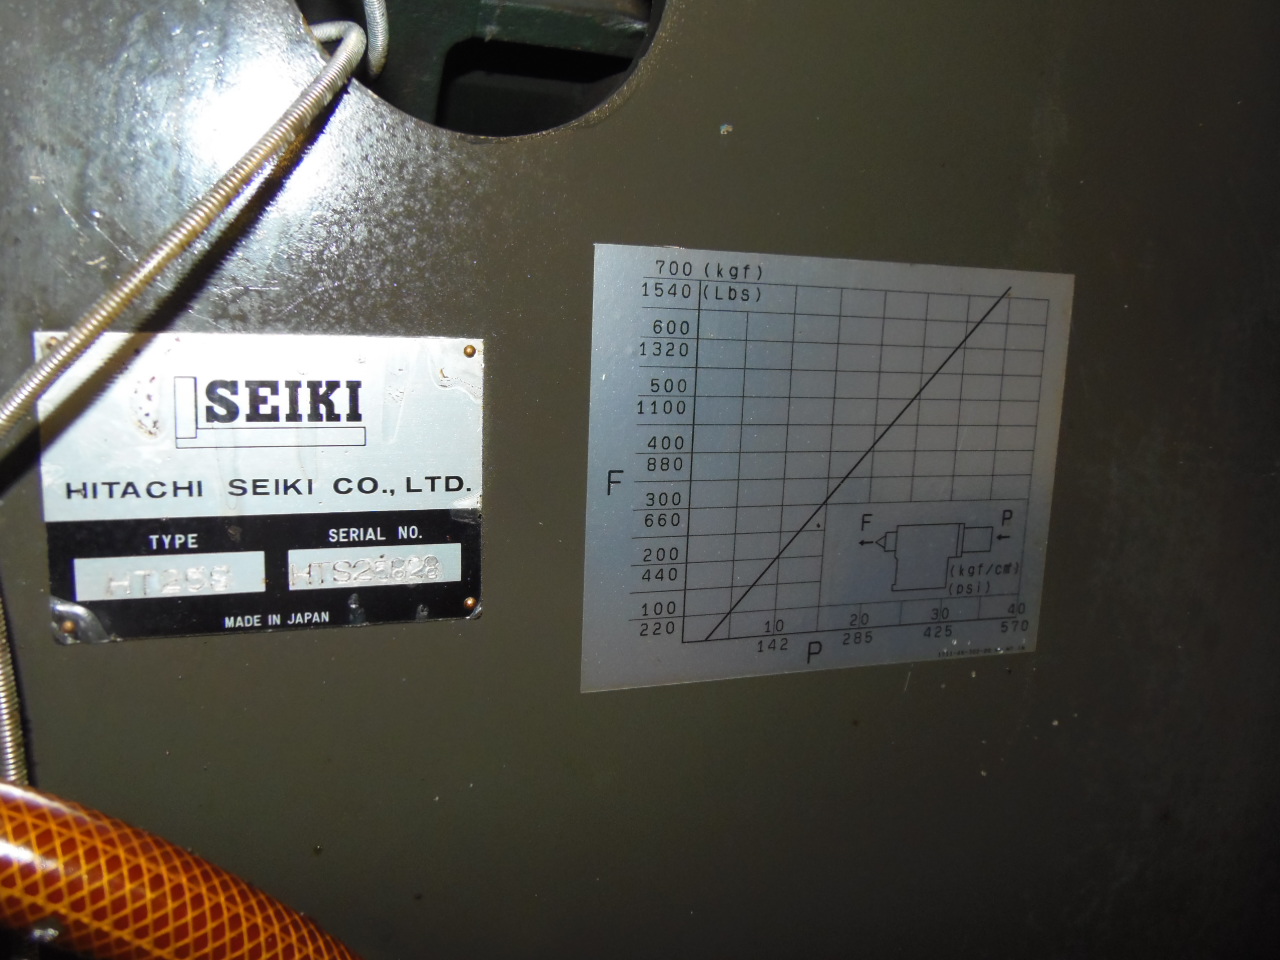 SEIKI
HITACHI SEIKI CO., LTD.
TYPE
SERIAL NO.
HT25S
HTS25828
MADE IN JAPAN
700 (kgf)
1540 (Lbs)
600
1320
500
1100
400
880
F
300
660
200
440
100
220
F P
(kgf/cm²)
(psi)
10 20 30 40
142 285 425 570
P